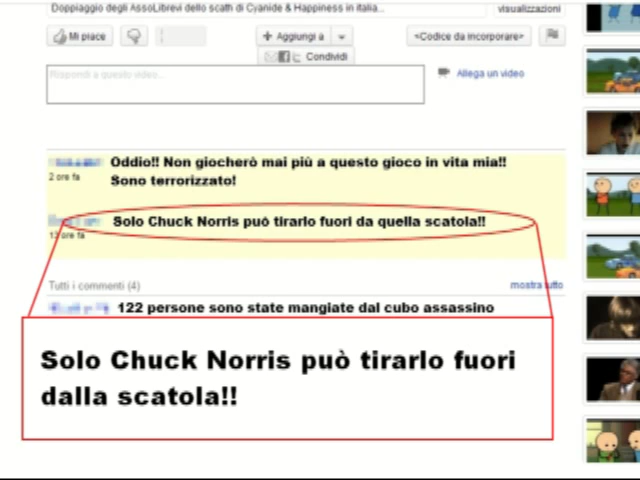 Doppiaggio degli AssoLibrevi dello scath di Cyanide & Happiness in italia...
visualizzazioni
Mi piace
Aggiungi a
<Codice da incorporare>
Condividi
Rispondi a questo video...
Allega un video
Oddio!! Non giocherò mai più a questo gioco in vita mia!!
2 ore fa
Sono terrorizzato!
Solo Chuck Norris può tirarlo fuori da quella scatola!!
ore fa
Tutti i commenti (4)
mostra tutto
122 persone sono state mangiate dal cubo assassino
Solo Chuck Norris può tirarlo fuori
dalla scatola!!